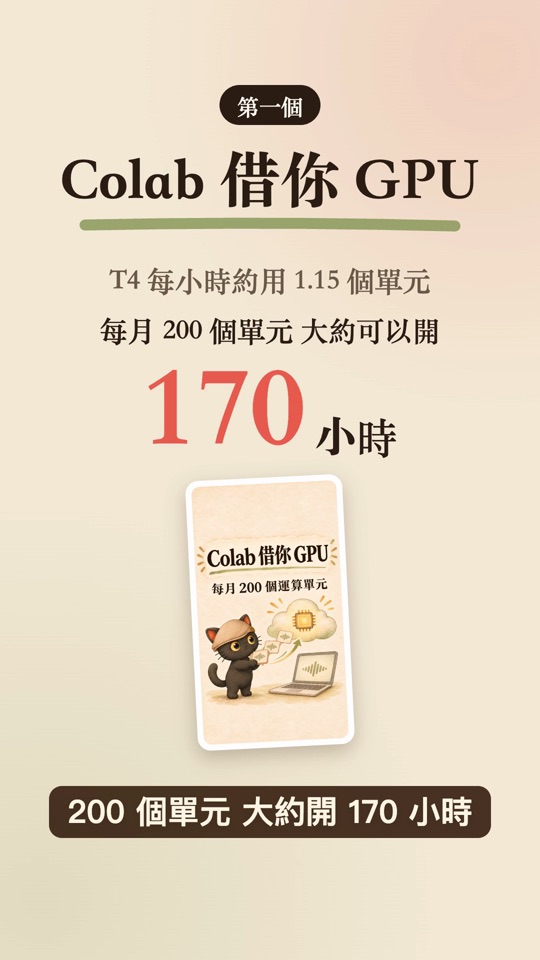 第一個
Colab 借你 GPU
T4 每小時約用 1.15 個單元
每月 200 個單元 大約可以開
170 小時
Colab 借你 GPU
每月 200 個運算單元
200 個單元 大約開 170 小時